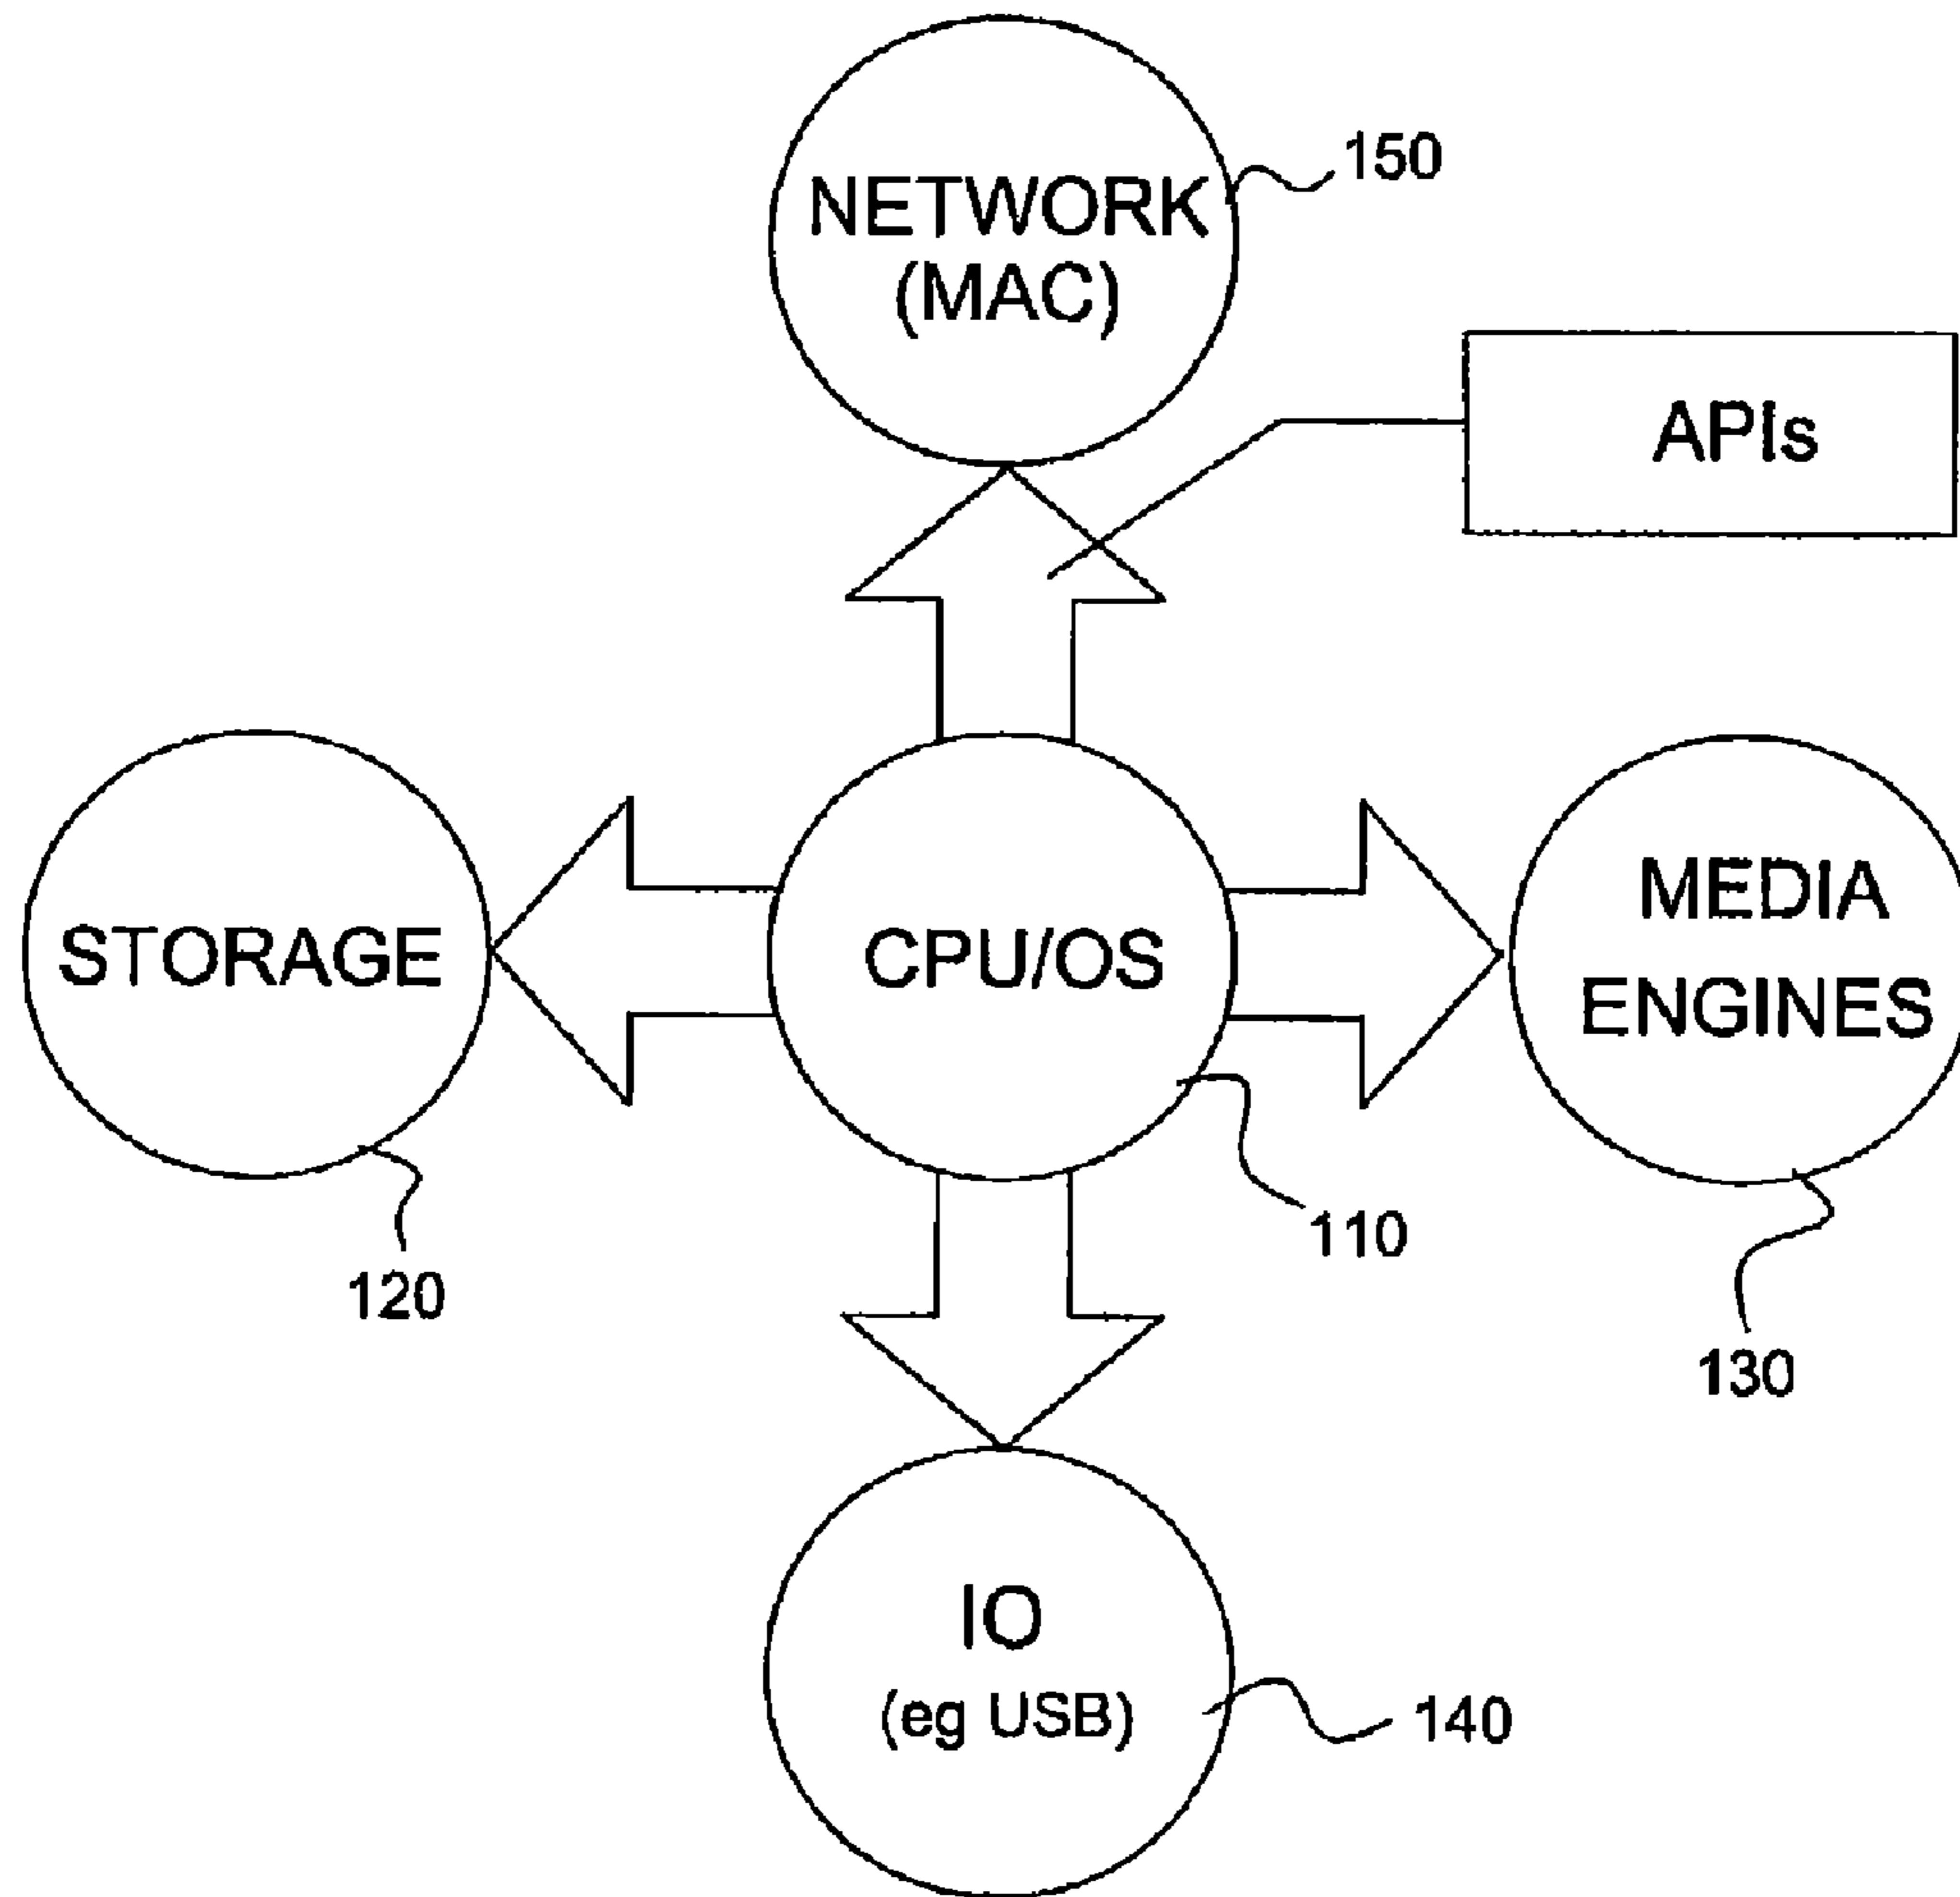 150
NETWORK
(MAC)
APIs
STORAGE
CPU/OS
MEDIA
ENGINES
110
120
130
IO
(eg USB)
140